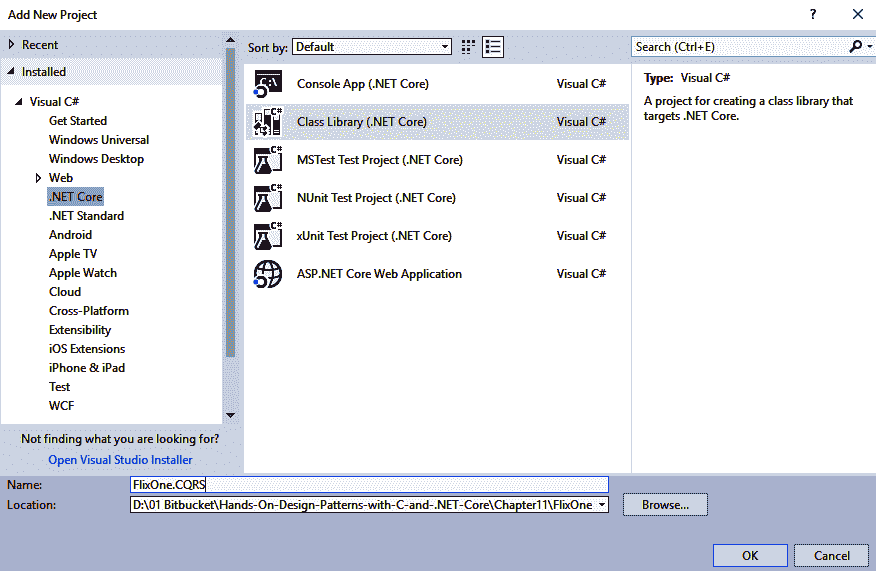 Add New Project
?
Recent
Installed
Visual C#
Get Started
Windows Universal
Windows Desktop
Web
.NET Core
.NET Standard
Android
Apple TV
Apple Watch
Cloud
Cross-Platform
Extensibility
iOS Extensions
iPhone & iPad
Test
WCF
Not finding what you are looking for?
Open Visual Studio Installer
Sort by: Default
Console App (.NET Core) Visual C#
Class Library (.NET Core) Visual C#
MSTest Test Project (.NET Core) Visual C#
NUnit Test Project (.NET Core) Visual C#
xUnit Test Project (.NET Core) Visual C#
ASP.NET Core Web Application Visual C#
Search (Ctrl+E)
Type: Visual C#
A project for creating a class library that
targets .NET Core.
Name: FlixOne.CQRS
Location: D:\01 Bitbucket\Hands-On-Design-Patterns-with-C-and-.NET-Core\Chapter11\FlixOne
Browse...
OK Cancel